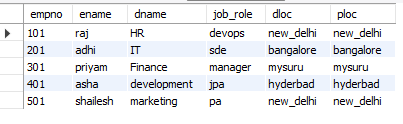 empno ename dname job_role dloc ploc
101 raj HR devops new_delhi new_delhi
201 adhi IT sde bangalore bangalore
301 priyam Finance manager mysuru mysuru
401 asha development jpa hyderbad hyderbad
501 shailesh marketing pa new_delhi new_delhi